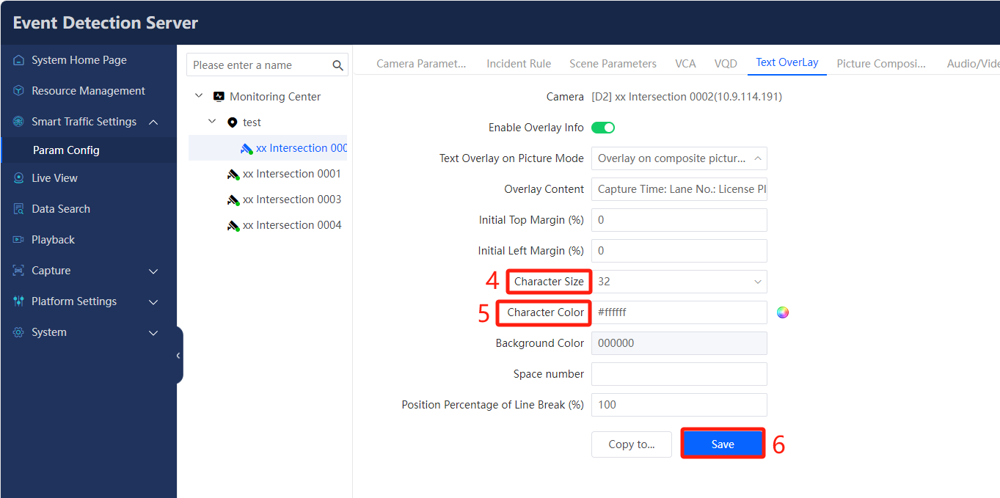 Event Detection Server
System Home Page
Resource Management
Smart Traffic Settings
Param Config
Live View
Data Search
Playback
Capture
Platform Settings
System
Please enter a name
Monitoring Center
test
xx Intersection 000
xx Intersection 0001
xx Intersection 0003
xx Intersection 0004
Camera Paramet... Incident Rule Scene Parameters VCA VQD Text OverLay Picture Composi... Audio/Vide
Camera [D2] xx Intersection 0002(10.9.114.191)
Enable Overlay Info
Text Overlay on Picture Mode Overlay on composite pictur...
Overlay Content Capture Time: Lane No.: License Pl
Initial Top Margin (%) 0
Initial Left Margin (%) 0
4 Character Size 32
5 Character Color #ffffff
Background Color 000000
Space number
Position Percentage of Line Break (%) 100
Copy to... Save 6